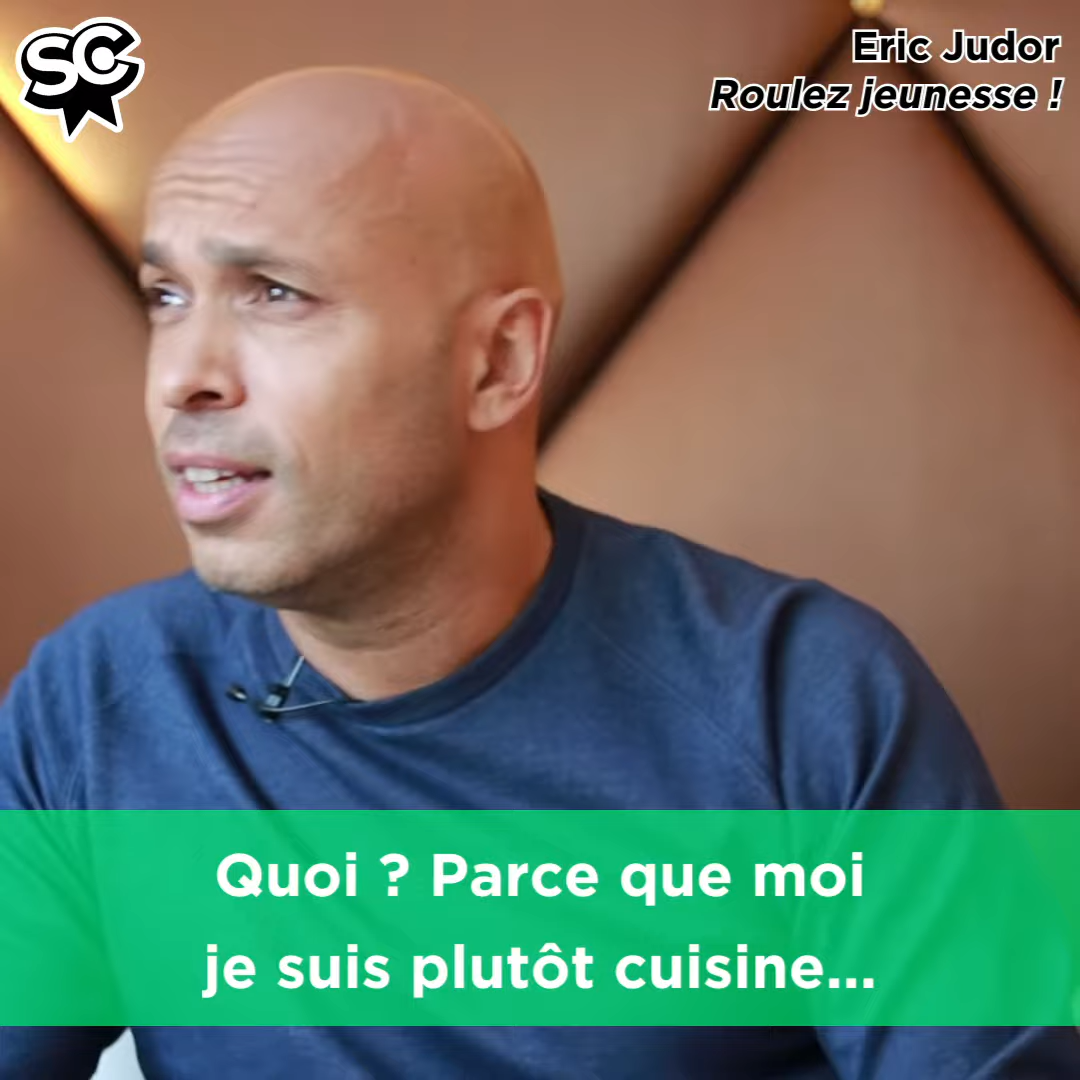 SC
Eric Judor
Roulez jeunesse !
Quoi ? Parce que moi
je suis plutôt cuisine...